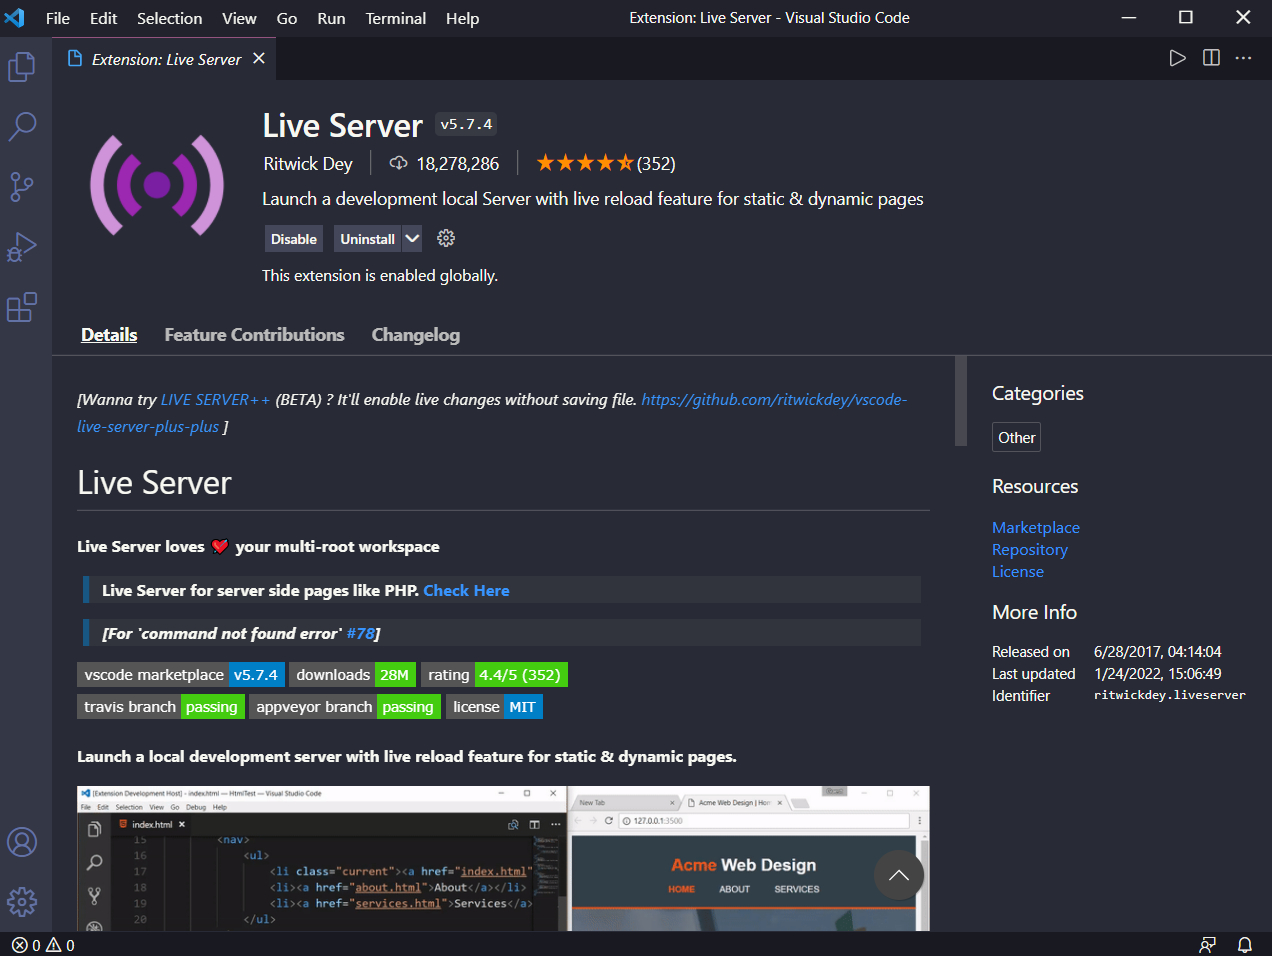 File Edit Selection View Go Run Terminal Help
Extension: Live Server - Visual Studio Code
Extension: Live Server
Live Server v5.7.4
Ritwick Dey 18,278,286 (352)
Launch a development local Server with live reload feature for static & dynamic pages
Disable Uninstall
This extension is enabled globally.
Details Feature Contributions Changelog
[Wanna try LIVE SERVER++ (BETA) ? It'll enable live changes without saving file. https://github.com/ritwickdey/vscode-
live-server-plus-plus ]
Live Server
Live Server loves your multi-root workspace
Live Server for server side pages like PHP. Check Here
[For `command not found error` #78]
vscode marketplace v5.7.4 downloads 28M rating 4.4/5 (352)
travis branch passing appveyor branch passing license MIT
Launch a local development server with live reload feature for static & dynamic pages.
[Extension Development Host] - index.html — HtmlTest — Visual Studio Code
File Edit Selection View Go Debug Help
index.html
15 <nav>
16 <ul>
17 <li class="current"><a href="index.html"
18 <li><a href="about.html">About</a></li>
19 <li><a href="services.html">Services</a>
20 </ul>
New Tab
Acme Web Design | Hom
127.0.0.1:3500
Acme Web Design
HOME ABOUT SERVICES
Categories
Other
Resources
Marketplace
Repository
License
More Info
Released on 6/28/2017, 04:14:04
Last updated 1/24/2022, 15:06:49
Identifier ritwickdey.liveserver
0 0